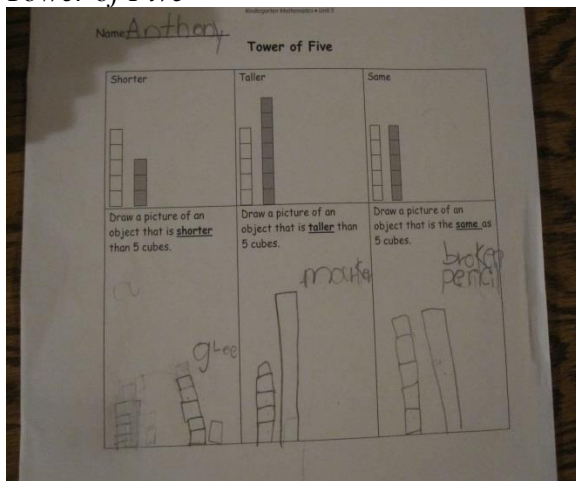 Tower of Five
Kindergarten Mathematics • Unit 3
Name Anthony
Tower of Five
Shorter
Taller
Same
Draw a picture of an
object that is shorter
than 5 cubes.
Draw a picture of an
object that is taller than
5 cubes.
Draw a picture of an
object that is the same as
5 cubes.
glee
marker
broken
pencil